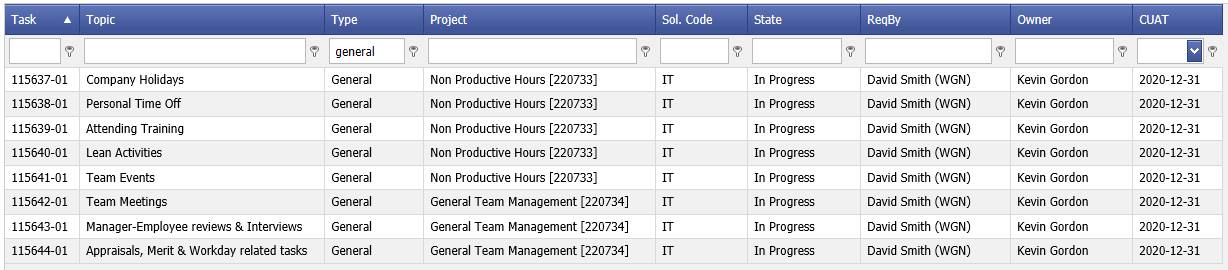 Task Topic Type Project Sol. Code State ReqBy Owner CUAT
general
115637-01 Company Holidays General Non Productive Hours [220733] IT In Progress David Smith (WGN) Kevin Gordon 2020-12-31
115638-01 Personal Time Off General Non Productive Hours [220733] IT In Progress David Smith (WGN) Kevin Gordon 2020-12-31
115639-01 Attending Training General Non Productive Hours [220733] IT In Progress David Smith (WGN) Kevin Gordon 2020-12-31
115640-01 Lean Activities General Non Productive Hours [220733] IT In Progress David Smith (WGN) Kevin Gordon 2020-12-31
115641-01 Team Events General Non Productive Hours [220733] IT In Progress David Smith (WGN) Kevin Gordon 2020-12-31
115642-01 Team Meetings General General Team Management [220734] IT In Progress David Smith (WGN) Kevin Gordon 2020-12-31
115643-01 Manager-Employee reviews & Interviews General General Team Management [220734] IT In Progress David Smith (WGN) Kevin Gordon 2020-12-31
115644-01 Appraisals, Merit & Workday related tasks General General Team Management [220734] IT In Progress David Smith (WGN) Kevin Gordon 2020-12-31